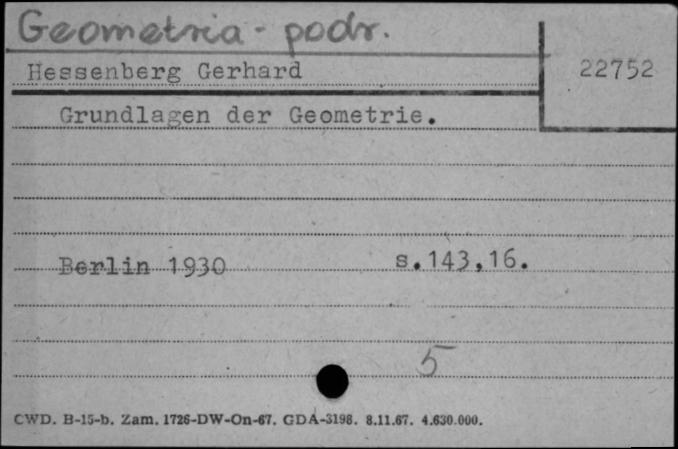 Geometria - podr.
Hessenberg Gerhard
22752
Grundlagen der Geometrie.
Berlin 1930 s.143,16.
5
CWD. B-15-b. Zam. 1726-DW-On-67. GDA-3198. 8.11.67. 4.630.000.